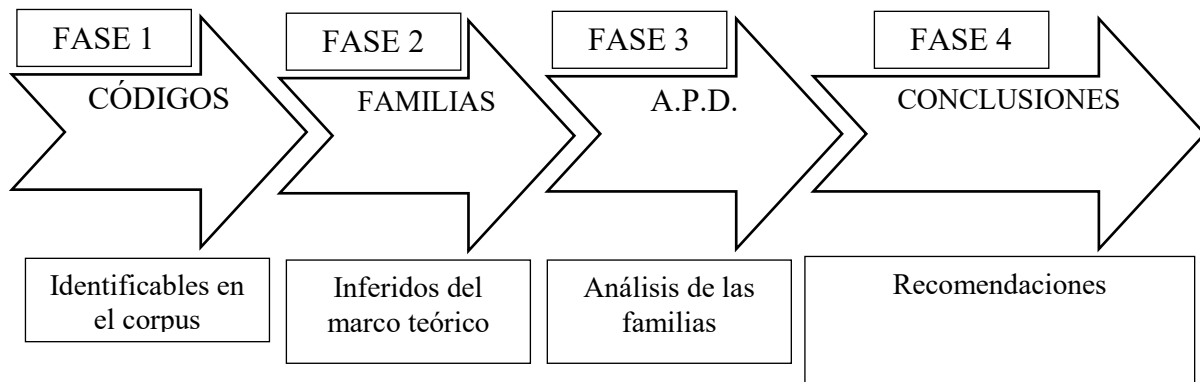 FASE 1
FASE 2
FASE 3
FASE 4
CÓDIGOS
FAMILIAS
A.P.D.
CONCLUSIONES
Identificables en
el corpus
Inferidos del
marco teórico
Análisis de las
familias
Recomendaciones